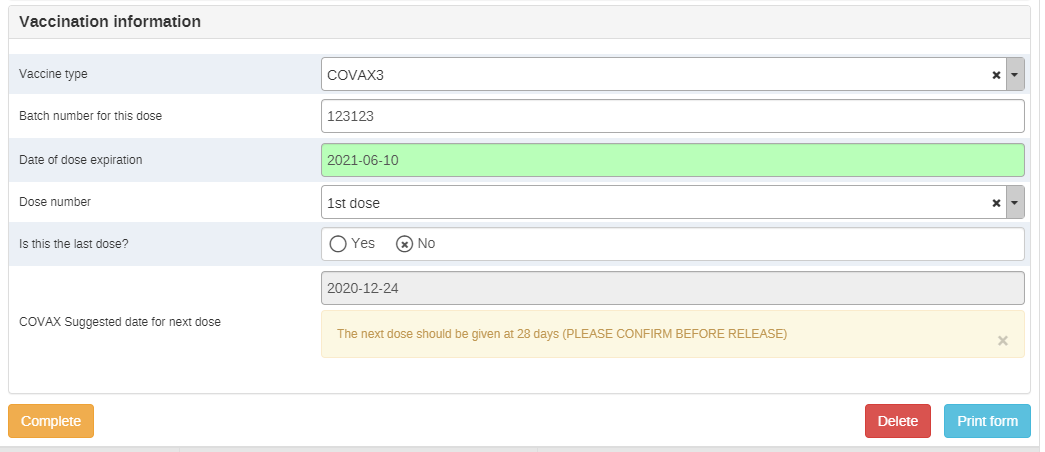 Vaccination information
Vaccine type
COVAX3
Batch number for this dose
123123
Date of dose expiration
2021-06-10
Dose number
1st dose
Is this the last dose?
Yes
No
2020-12-24
COVAX Suggested date for next dose
The next dose should be given at 28 days (PLEASE CONFIRM BEFORE RELEASE)
Complete
Delete
Print form